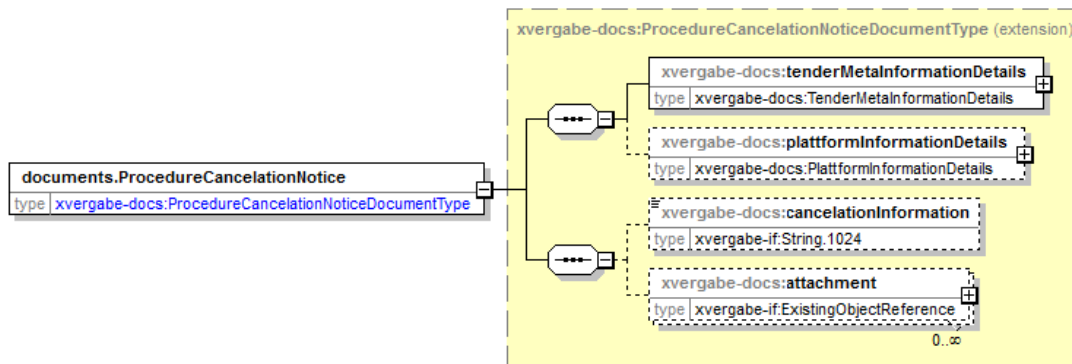 xvergabe-docs:ProcedureCancelationNoticeDocumentType (extension)
xvergabe-docs:tenderMetaInformationDetails
type xvergabe-docs:TenderMetaInformationDetails
xvergabe-docs:plattformInformationDetails
type xvergabe-docs:PlattformInformationDetails
documents.ProcedureCancelationNotice
type xvergabe-docs:ProcedureCancelationNoticeDocumentType
xvergabe-docs:cancelationInformation
type xvergabe-if:String.1024
xvergabe-docs:attachment
type xvergabe-if:ExistingObjectReference
0..∞